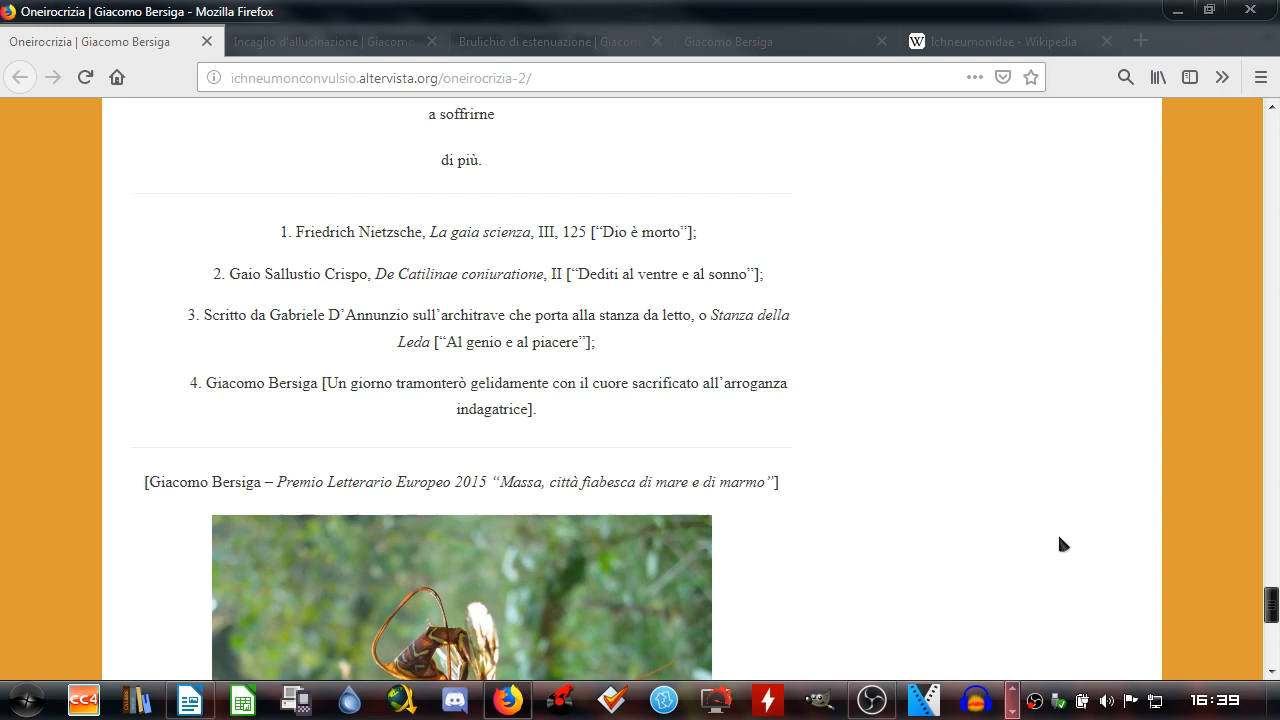 Oneirocrizia | Giacomo Bersiga - Mozilla Firefox
Oneirocrizia | Giacomo Bersiga
Incaglio d'allucinazione | Giacomo
Brulichio di estenuazione | Giacom
Giacomo Bersiga
W Ichneumonidae - Wikipedia
ichneumonconvulsio.altervista.org/oneirocrizia-2/
a soffrirne
di più.
1. Friedrich Nietzsche, La gaia scienza, III, 125 [“Dio è morto”];
2. Gaio Sallustio Crispo, De Catilinae coniuratione, II [“Dediti al ventre e al sonno”];
3. Scritto da Gabriele D’Annunzio sull’architrave che porta alla stanza da letto, o Stanza della
Leda [“Al genio e al piacere”];
4. Giacomo Bersiga [Un giorno tramonterò gelidamente con il cuore sacrificato all’arroganza
indagatrice].
[Giacomo Bersiga – Premio Letterario Europeo 2015 “Massa, città fiabesca di mare e di marmo”]
CC4
16:39